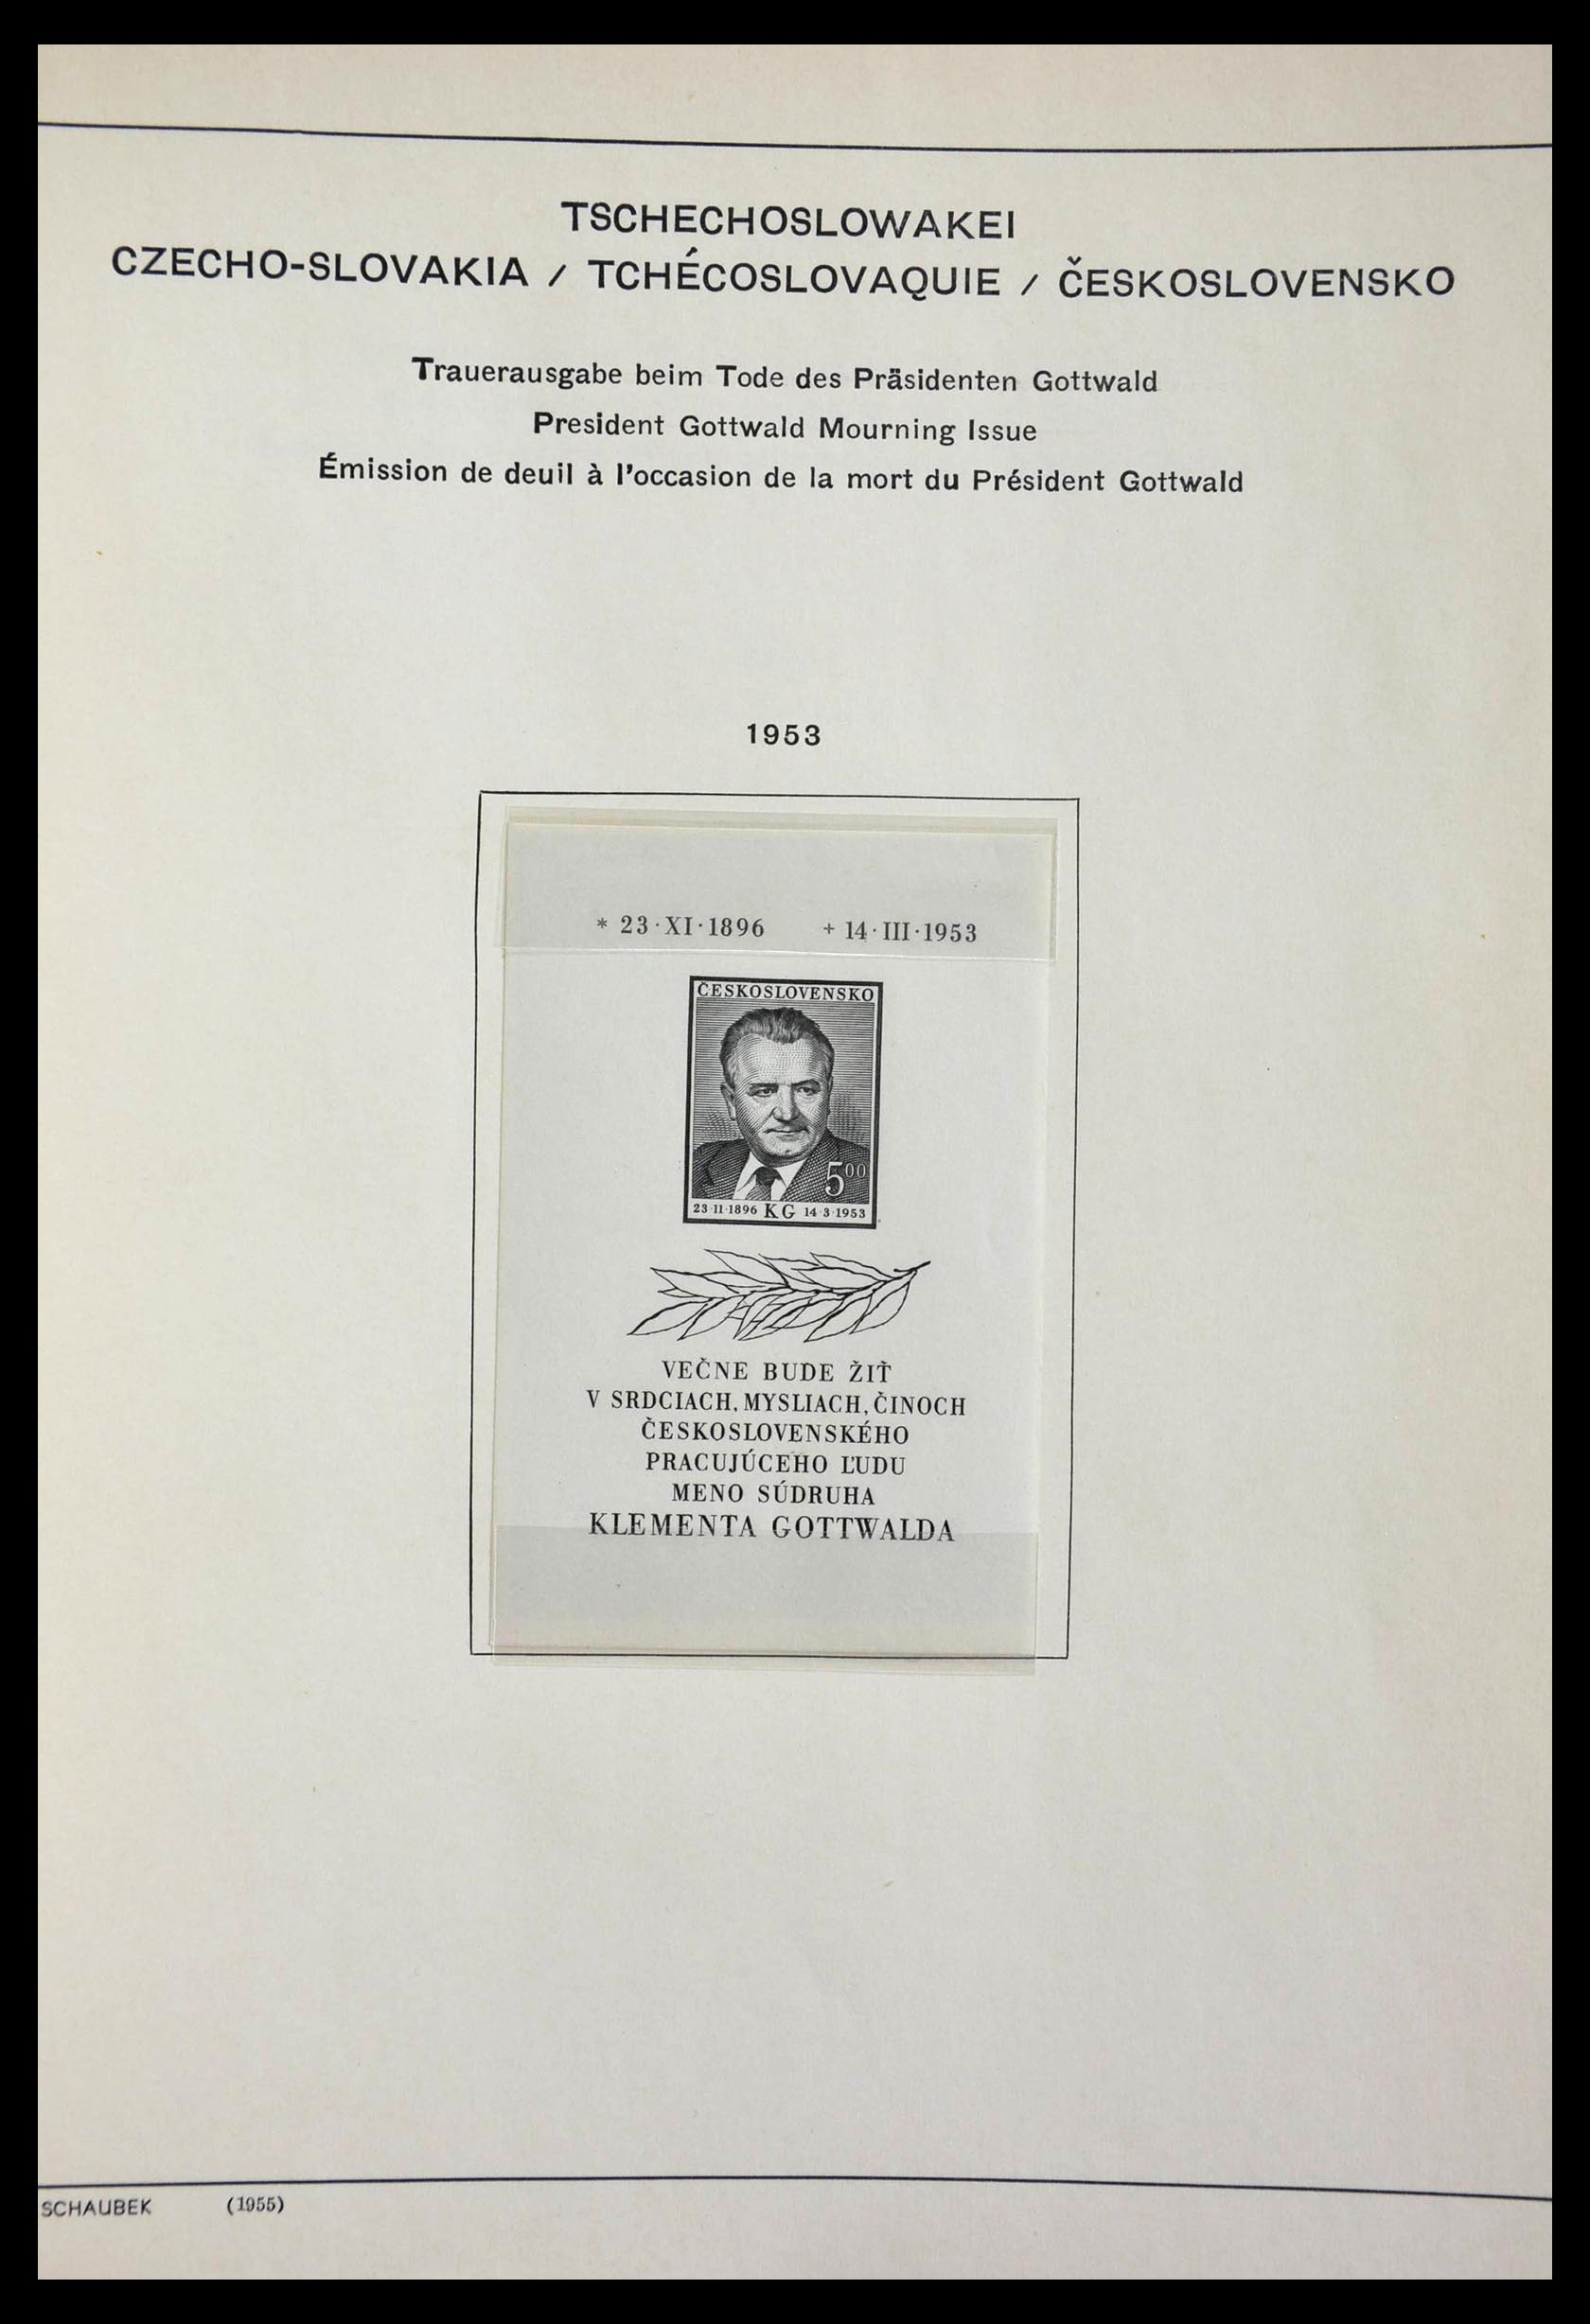 TSCHECHOSLOWAKEI
CZECHO-SLOVAKIA / TCHÉCOSLOVAQUIE / ČESKOSLOVENSKO
Trauerausgabe beim Tode des Präsidenten Gottwald
President Gottwald Mourning Issue
Émission de deuil à l'occasion de la mort du Président Gottwald
1953
* 23·XI·1896 + 14·III·1953
ČESKOSLOVENSKO
500
23·11·1896 KG 14·3·1953
VEČNE BUDE ŽIŤ
V SRDCIACH, MYSLIACH, ČINOCH
ČESKOSLOVENSKÉHO
PRACUJÚCEHO ĽUDU
MENO SÚDRUHA
KLEMENTA GOTTWALDA
SCHAUBEK (1955)